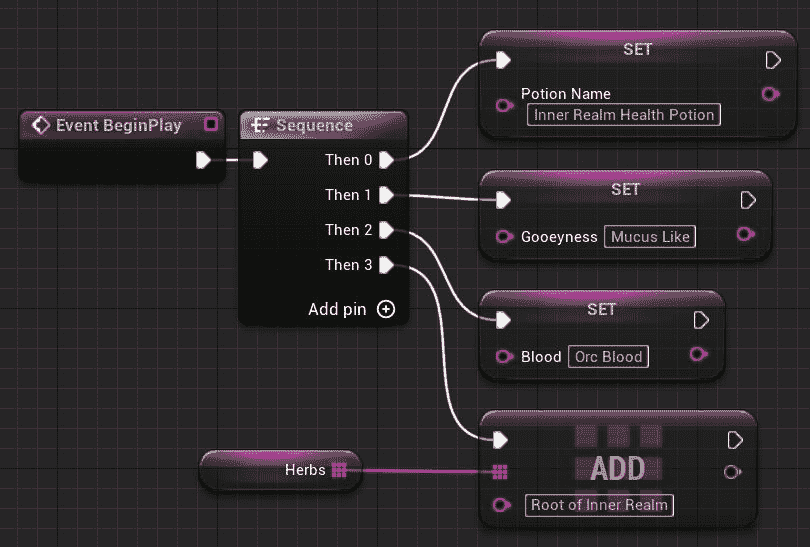 Event BeginPlay
Sequence
Then 0
Then 1
Then 2
Then 3
Add pin
SET
Potion Name
Inner Realm Health Potion
SET
Gooeyness Mucus Like
SET
Blood Orc Blood
Herbs
ADD
Root of Inner Realm